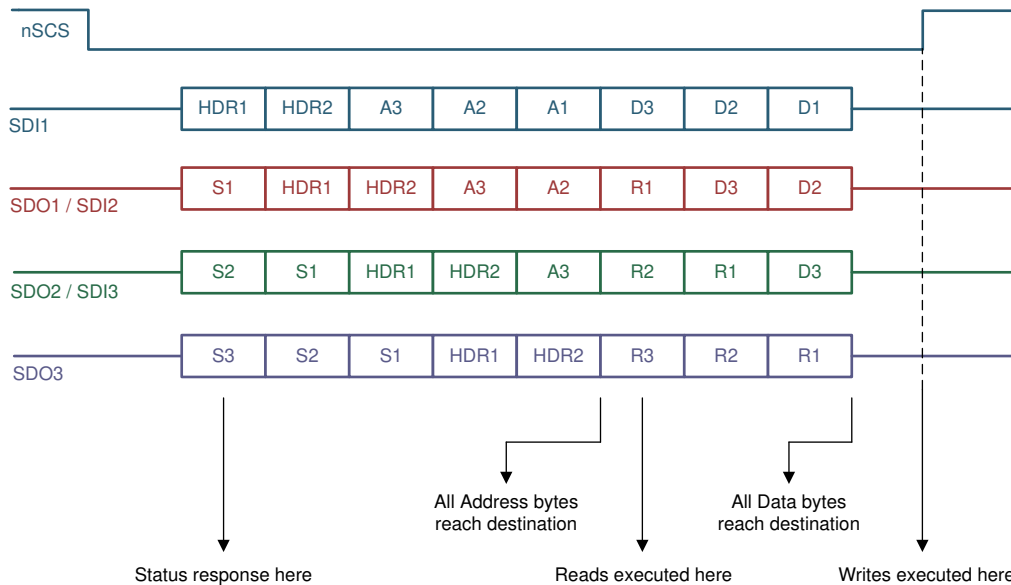 nSCS
HDR1 HDR2 A3 A2 A1 D3 D2 D1
SDI1
S1 HDR1 HDR2 A3 A2 R1 D3 D2
SDO1 / SDI2
S2 S1 HDR1 HDR2 A3 R2 R1 D3
SDO2 / SDI3
S3 S2 S1 HDR1 HDR2 R3 R2 R1
SDO3
All Address bytes
reach destination
All Data bytes
reach destination
Status response here
Reads executed here
Writes executed here